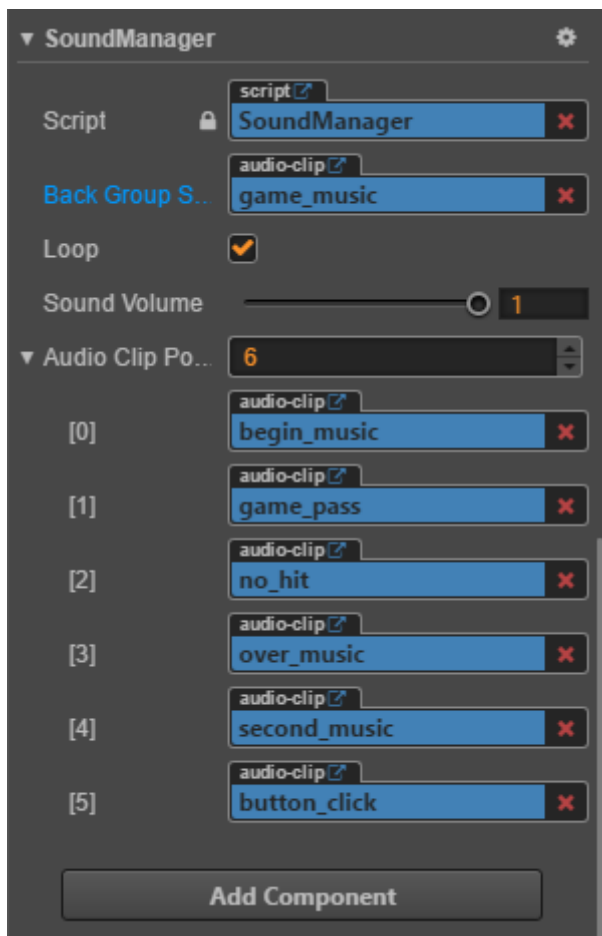 SoundManager
script
Script SoundManager
audio-clip
Back Group S... game_music
Loop
Sound Volume 1
Audio Clip Po... 6
audio-clip
[0] begin_music
audio-clip
[1] game_pass
audio-clip
[2] no_hit
audio-clip
[3] over_music
audio-clip
[4] second_music
audio-clip
[5] button_click
Add Component